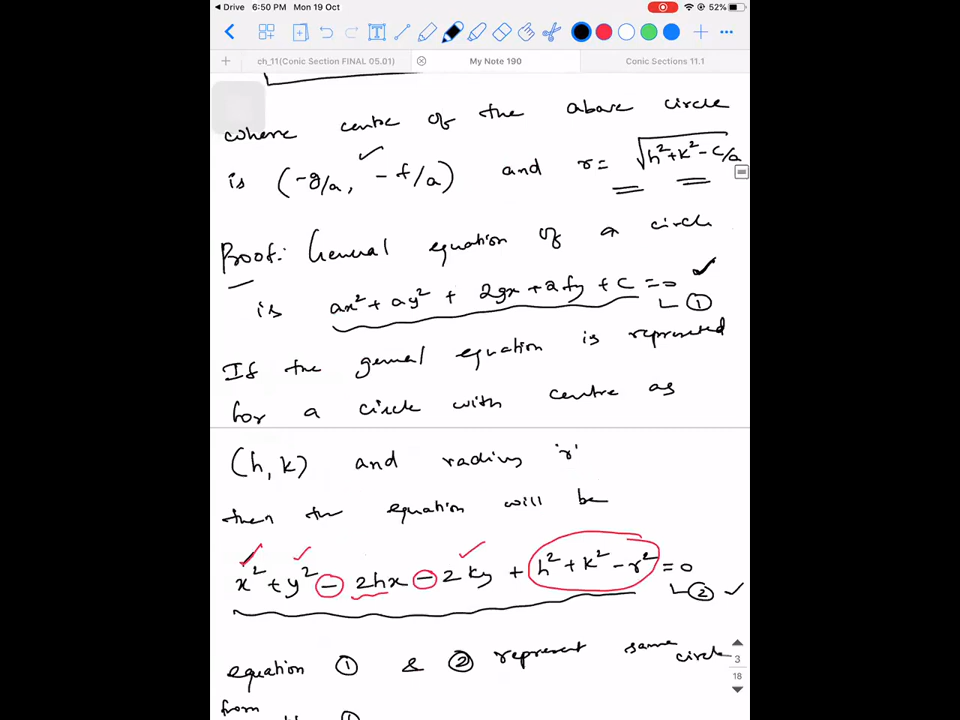 Drive 6:50 PM Mon 19 Oct 52%
ch_11(Conic Section FINAL 05.01) My Note 190 Conic Sections 11.1
where centre of the above circle
is (-g/a, -f/a) and r = √h²+k²-c/a
Proof: General equation of a circle
is ax² + ay² + 2gx + 2fy + c = 0
①
If the general equation is represented
for a circle with centre as
(h, k) and radius 'r'
then the equation will be
x² + y² - 2hx - 2ky + h² + k² - r² = 0
②
equation ① & ② represent same circle
3
18
from